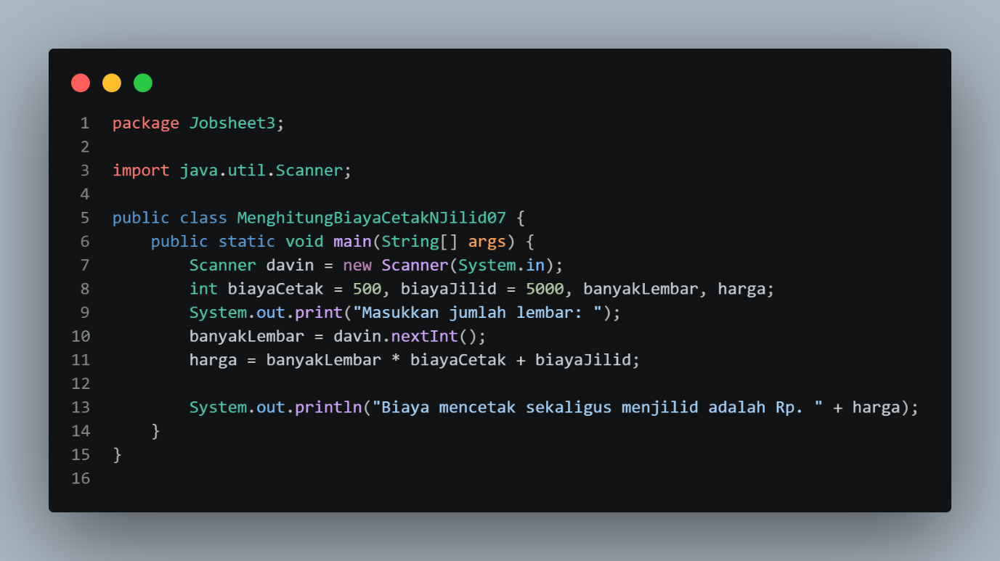 1 package Jobsheet3;
2
3 import java.util.Scanner;
4
5 public class MenghitungBiayaCetakNJilid07 {
6     public static void main(String[] args) {
7         Scanner davin = new Scanner(System.in);
8         int biayaCetak = 500, biayaJilid = 5000, banyakLembar, harga;
9         System.out.print("Masukkan jumlah lembar: ");
10         banyakLembar = davin.nextInt();
11         harga = banyakLembar * biayaCetak + biayaJilid;
12
13         System.out.println("Biaya mencetak sekaligus menjilid adalah Rp. " + harga);
14     }
15 }
16